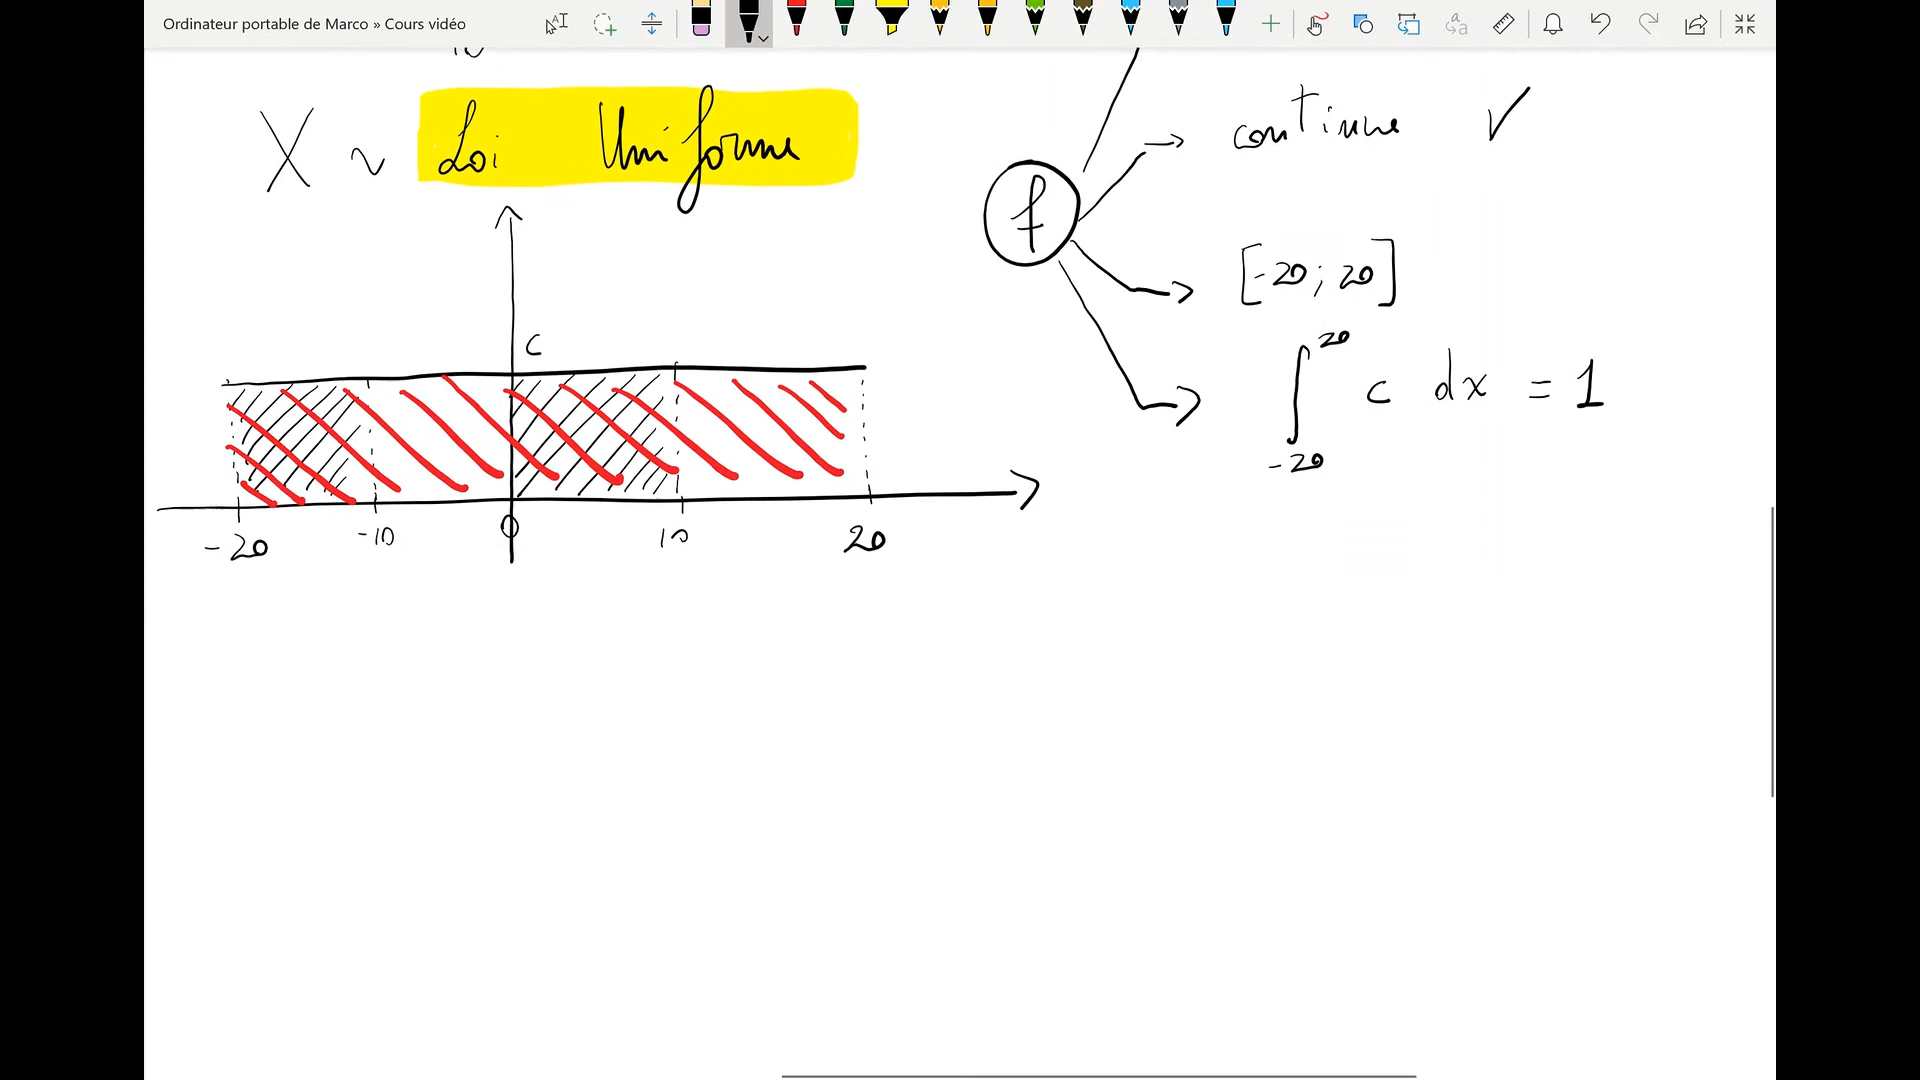 Ordinateur portable de Marco » Cours vidéo
X ~ Loi Uniforme
continue ✓
f
[-20; 20]
c
∫ 20 -20 c dx = 1
-20 -10 0 10 20